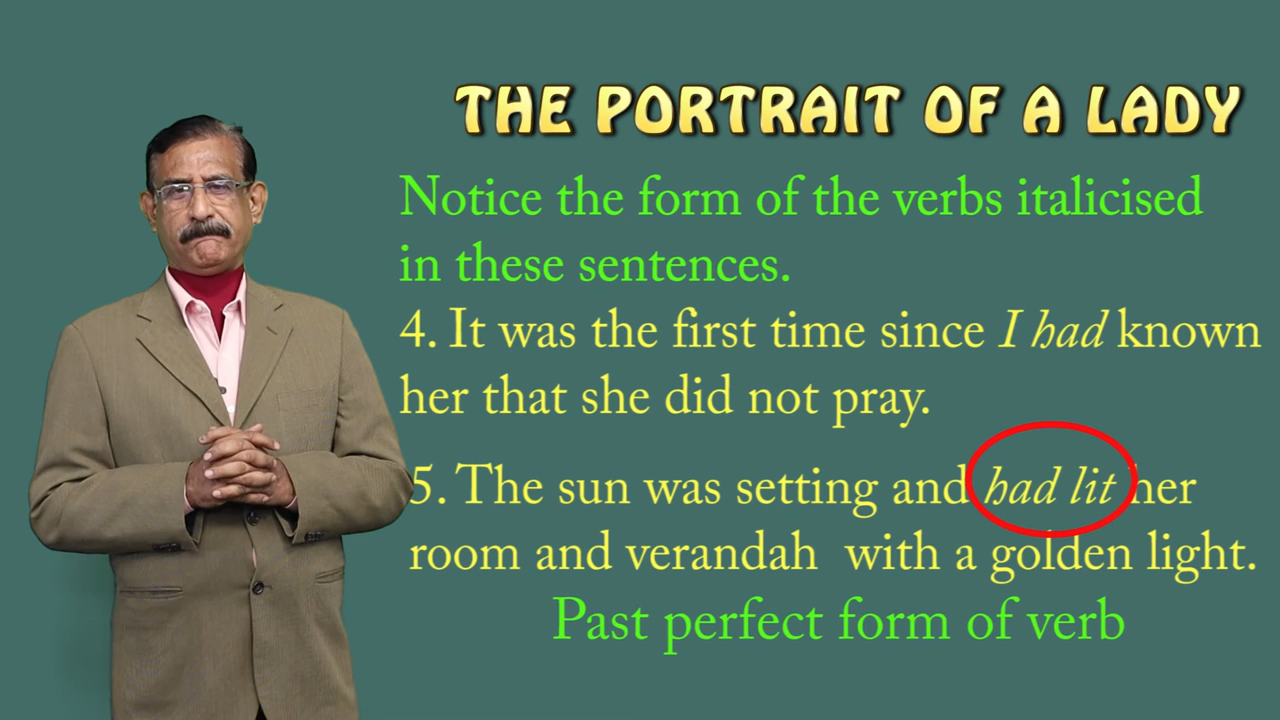 THE PORTRAIT OF A LADY
Notice the form of the verbs italicised
in these sentences.
4. It was the first time since I had known
her that she did not pray.
5. The sun was setting and had lit her
room and verandah with a golden light.
Past perfect form of verb